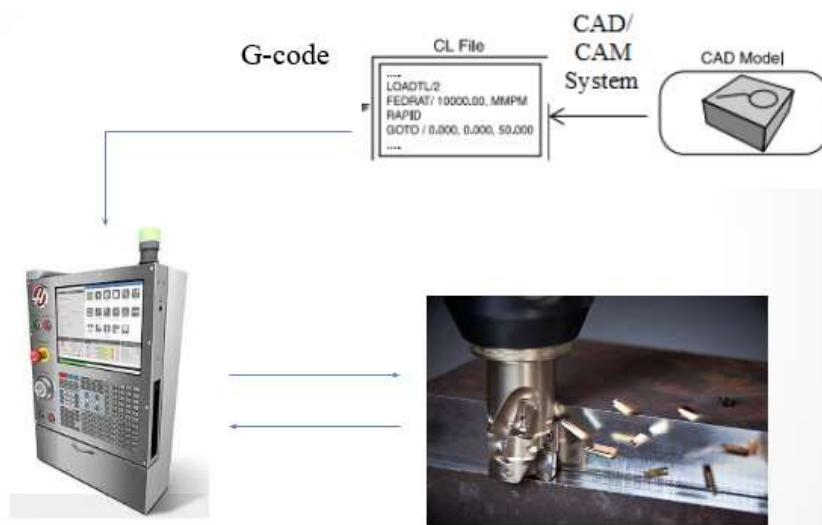 G-code
CL File
CAD/
CAM
System
CAD Model
....
LOADTL/2
FEDRAT/ 10000.00, MMPM
RAPID
GOTO / 0.000, 0.000, 50.000
....